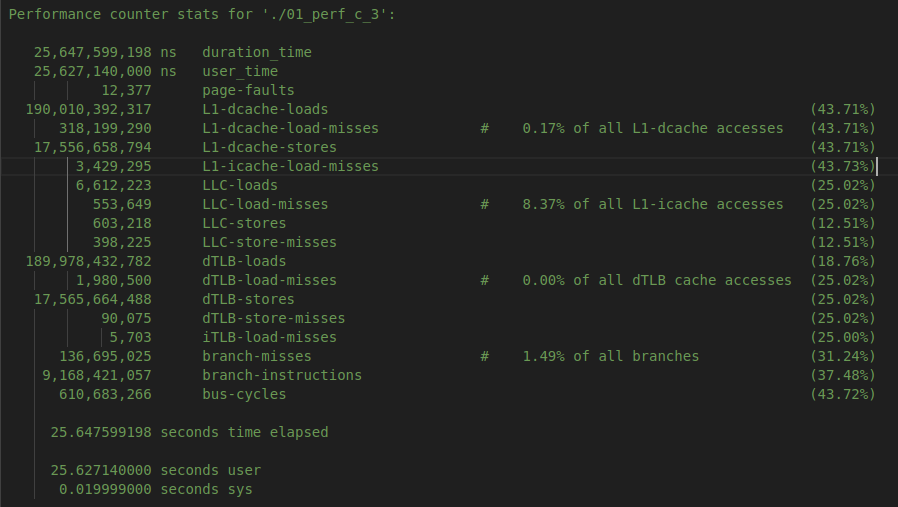 Performance counter stats for './01_perf_c_3':
25,647,599,198 ns duration_time
25,627,140,000 ns user_time
12,377 page-faults
190,010,392,317 L1-dcache-loads (43.71%)
318,199,290 L1-dcache-load-misses # 0.17% of all L1-dcache accesses (43.71%)
17,556,658,794 L1-dcache-stores (43.71%)
3,429,295 L1-icache-load-misses (43.73%)
6,612,223 LLC-loads (25.02%)
553,649 LLC-load-misses # 8.37% of all L1-icache accesses (25.02%)
603,218 LLC-stores (12.51%)
398,225 LLC-store-misses (12.51%)
189,978,432,782 dTLB-loads (18.76%)
1,980,500 dTLB-load-misses # 0.00% of all dTLB cache accesses (25.02%)
17,565,664,488 dTLB-stores (25.02%)
90,075 dTLB-store-misses (25.02%)
5,703 iTLB-load-misses (25.00%)
136,695,025 branch-misses # 1.49% of all branches (31.24%)
9,168,421,057 branch-instructions (37.48%)
610,683,266 bus-cycles (43.72%)
25.647599198 seconds time elapsed
25.627140000 seconds user
0.019999000 seconds sys